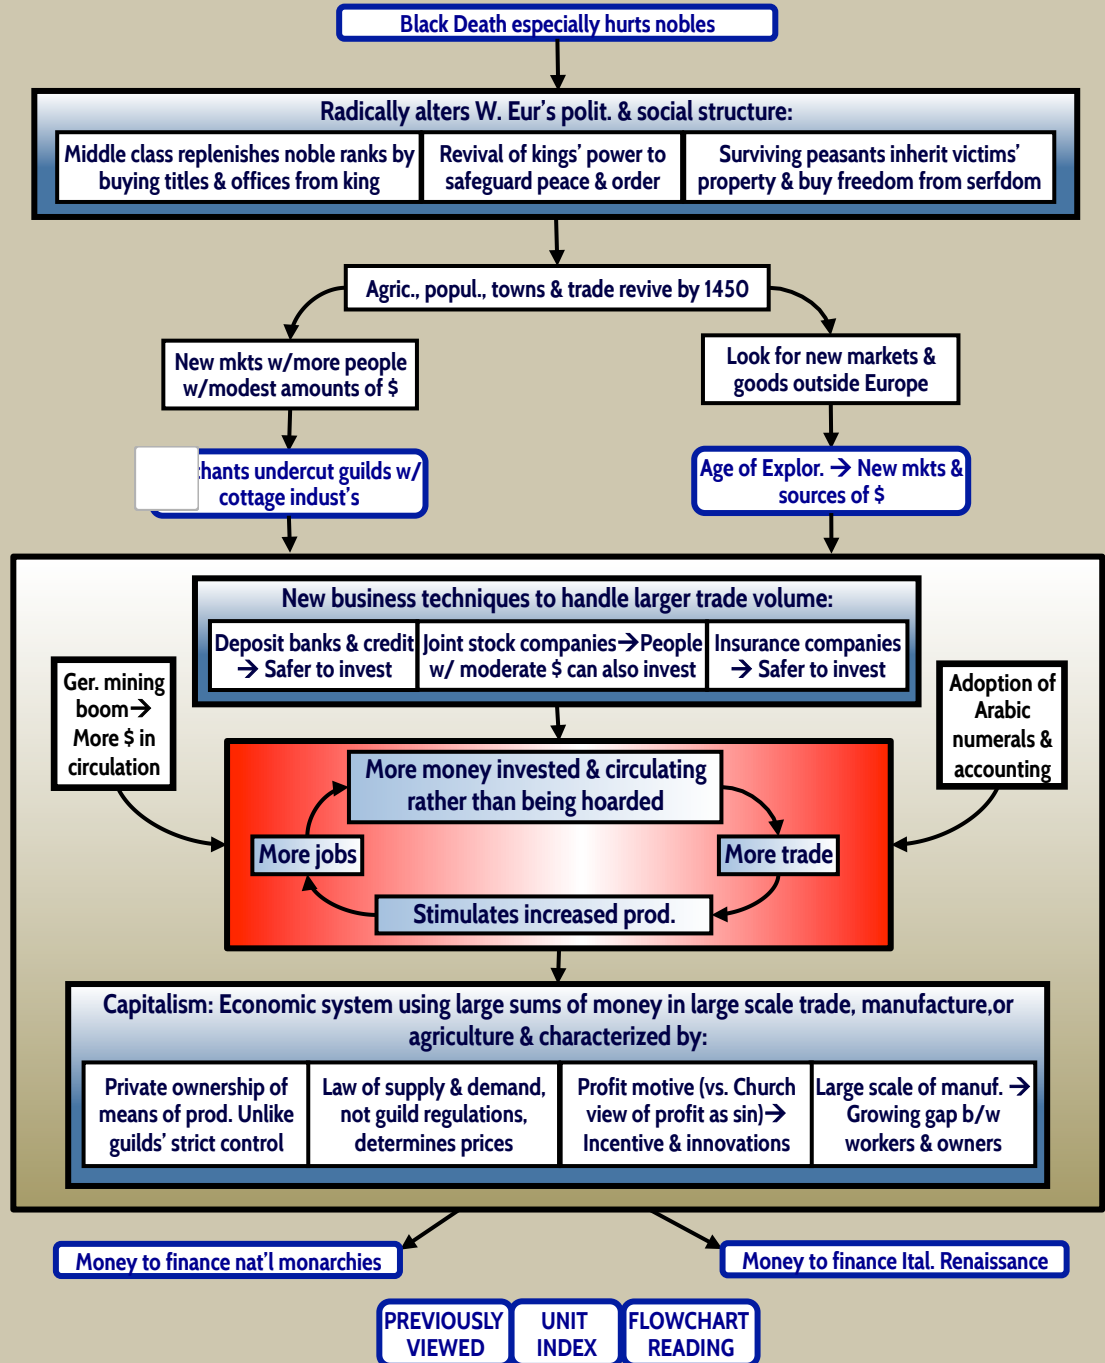 Black Death especially hurts nobles
Radically alters W. Eur's polit. & social structure:
Middle class replenishes noble ranks by
buying titles & offices from king
Revival of kings' power to
safeguard peace & order
Surviving peasants inherit victims'
property & buy freedom from serfdom
Agric., popul., towns & trade revive by 1450
New mkts w/more people
w/modest amounts of $
Look for new markets &
goods outside Europe
chants undercut guilds w/
cottage indust's
Age of Explor. → New mkts &
sources of $
New business techniques to handle larger trade volume:
Deposit banks & credit
→ Safer to invest
Joint stock companies→People
w/ moderate $ can also invest
Insurance companies
→ Safer to invest
Ger. mining
boom→
More $ in
circulation
Adoption of
Arabic
numerals &
accounting
More money invested & circulating
rather than being hoarded
More jobs
More trade
Stimulates increased prod.
Capitalism: Economic system using large sums of money in large scale trade, manufacture,or
agriculture & characterized by:
Private ownership of
means of prod. Unlike
guilds' strict control
Law of supply & demand,
not guild regulations,
determines prices
Profit motive (vs. Church
view of profit as sin)→
Incentive & innovations
Large scale of manuf. →
Growing gap b/w
workers & owners
Money to finance nat'l monarchies
Money to finance Ital. Renaissance
PREVIOUSLY
VIEWED
UNIT
INDEX
FLOWCHART
READING